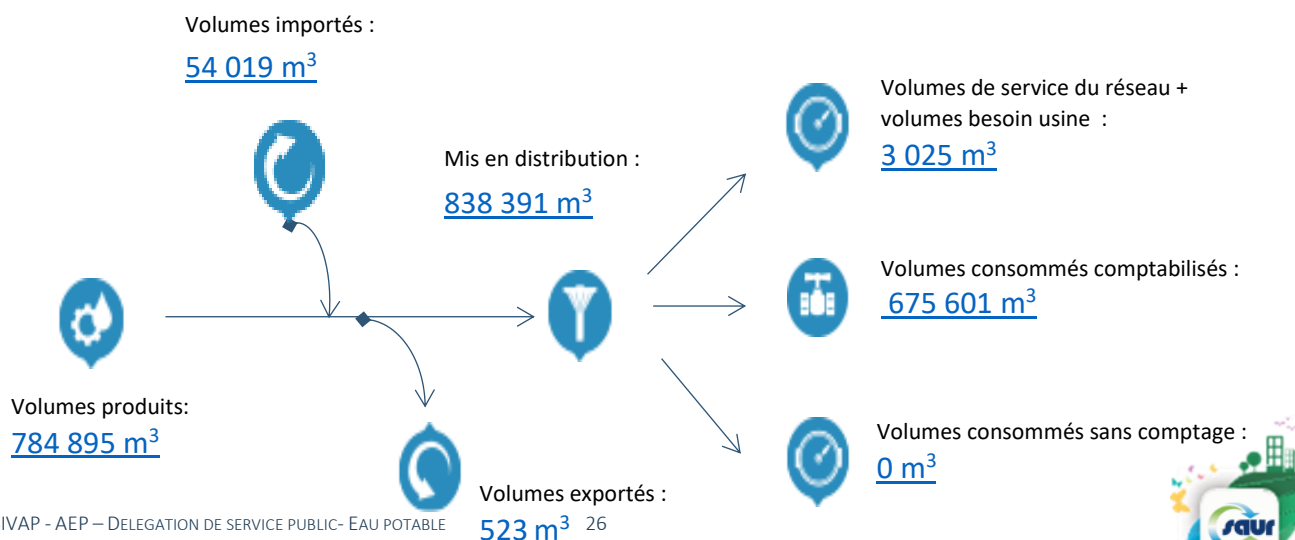 Volumes importés :
54 019 m³
Volumes de service du réseau +
volumes besoin usine :
3 025 m³
Mis en distribution :
838 391 m³
Volumes consommés comptabilisés :
675 601 m³
Volumes produits:
784 895 m³
Volumes consommés sans comptage :
0 m³
Volumes exportés :
523 m³
IVAP - AEP – DELEGATION DE SERVICE PUBLIC- EAU POTABLE 26
saur